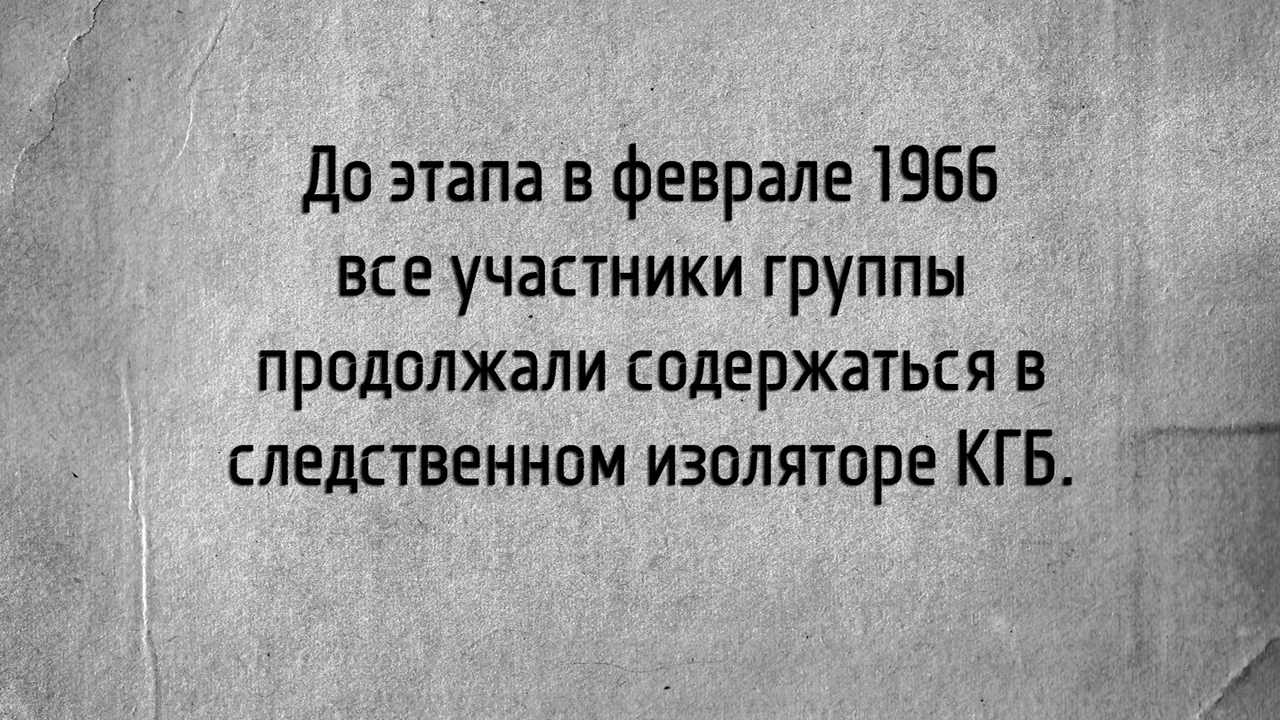 До этапа в феврале 1966
все участники группы
продолжали содержаться в
следственном изоляторе КГБ.